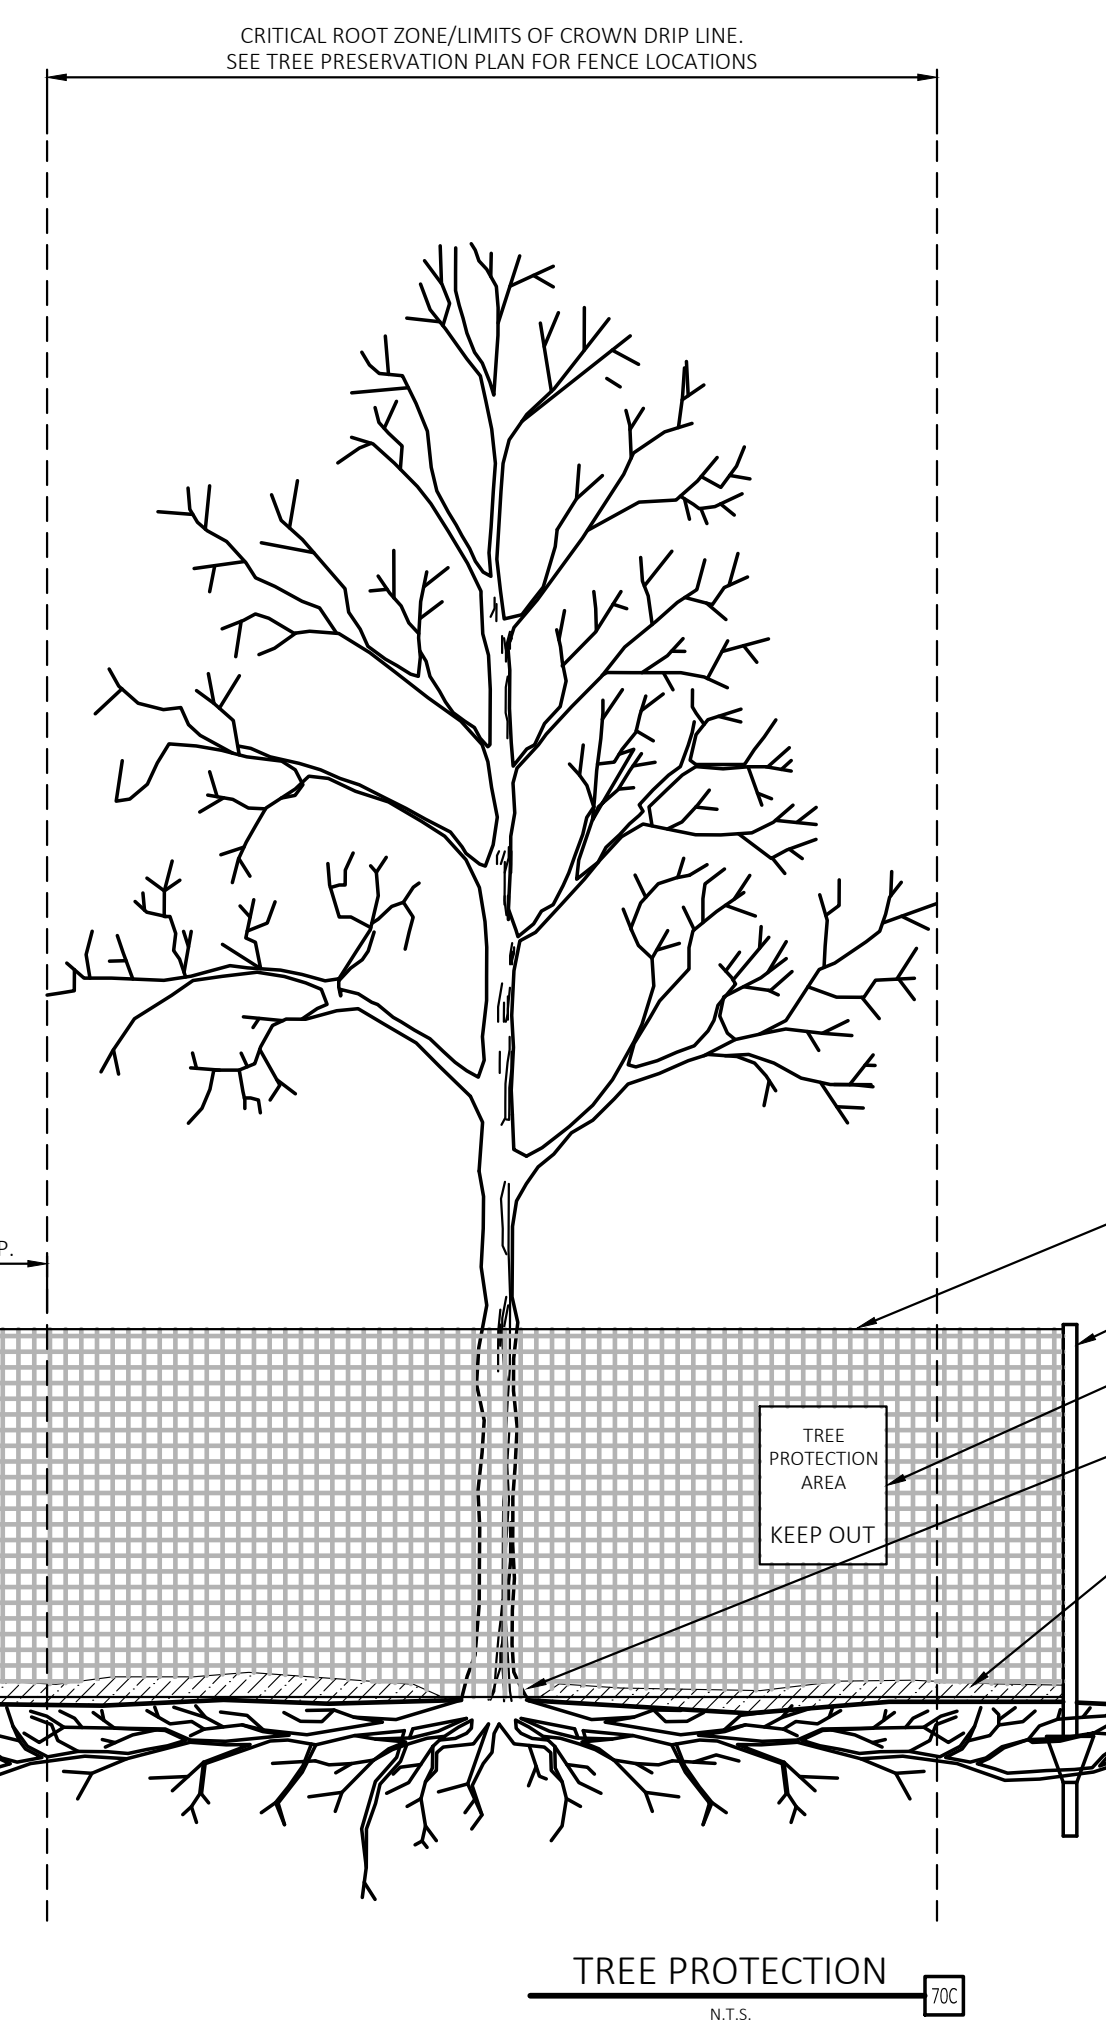 CRITICAL ROOT ZONE/LIMITS OF CROWN DRIP LINE.
SEE TREE PRESERVATION PLAN FOR FENCE LOCATIONS
P.
TREE
PROTECTION
AREA
KEEP OUT
TREE PROTECTION
70C
N.T.S.